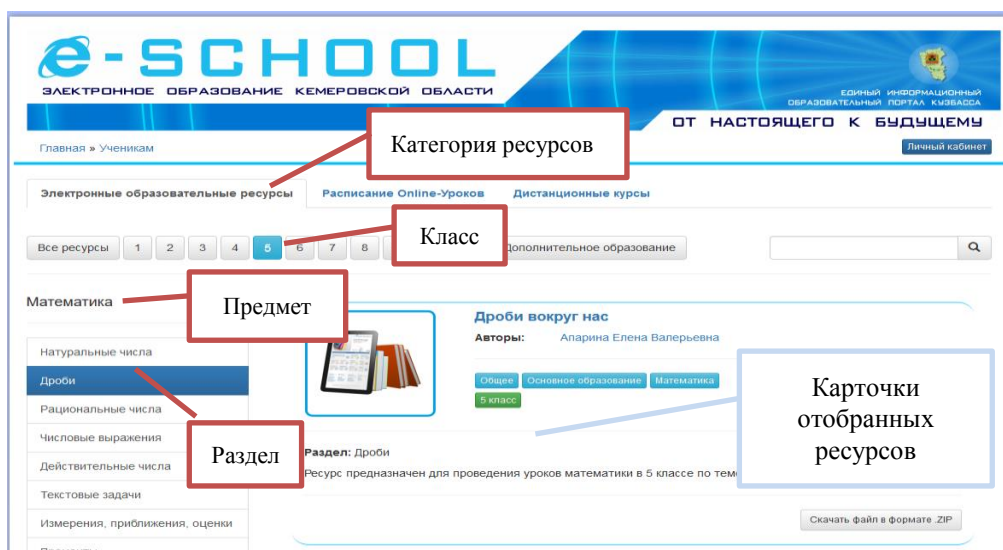 e-SCHOOL
ЭЛЕКТРОННОЕ ОБРАЗОВАНИЕ КЕМЕРОВСКОЙ ОБЛАСТИ
ЕДИНЫЙ ИНФОРМАЦИОННЫЙ
ОБРАЗОВАТЕЛЬНЫЙ ПОРТАЛ КУЗБАССА
ОТ НАСТОЯЩЕГО К БУДУЩЕМУ
Главная » Ученикам
Личный кабинет
Категория ресурсов
Электронные образовательные ресурсы Расписание Online-Уроков Дистанционные курсы
Класс
Все ресурсы 1 2 3 4 5 6 7 8 Дополнительное образование
Математика
Предмет
Дроби вокруг нас
Авторы: Апарина Елена Валерьевна
Общее Основное образование Математика
5 класс
Натуральные числа
Дроби
Рациональные числа
Числовые выражения
Действительные числа
Текстовые задачи
Измерения, приближения, оценки
Раздел
Карточки
отобранных
ресурсов
Раздел: Дроби
Ресурс предназначен для проведения уроков математики в 5 классе по
Скачать файл в формате .ZIP